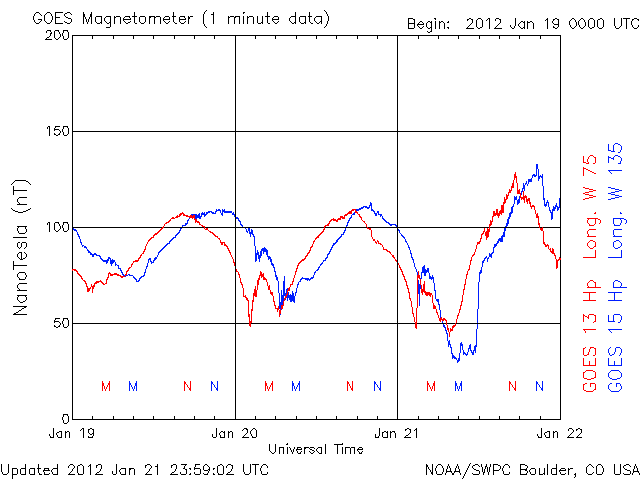 GOES Magnetometer (1 minute data)
Begin: 2012 Jan 19 0000 UTC
200
150
100
50
0
NanoTesla (nT)
M M N N M M N N M M N N
Jan 19 Jan 20 Jan 21 Jan 22
Universal Time
GOES 13 Hp Long. W 75
GOES 15 Hp Long. W 135
Updated 2012 Jan 21 23:59:02 UTC
NOAA/SWPC Boulder, CO USA